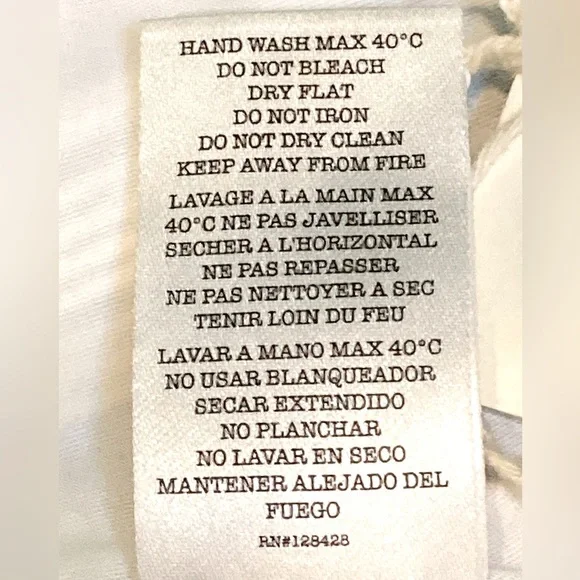 HAND WASH MAX 40°C
DO NOT BLEACH
DRY FLAT
DO NOT IRON
DO NOT DRY CLEAN
KEEP AWAY FROM FIRE
LAVAGE A LA MAIN MAX
40°C NE PAS JAVELLISER
SECHER A L'HORIZONTAL
NE PAS REPASSER
NE PAS NETTOYER A SEC
TENIR LOIN DU FEU
LAVAR A MANO MAX 40°C
NO USAR BLANQUEADOR
SECAR EXTENDIDO
NO PLANCHAR
NO LAVAR EN SECO
MANTENER ALEJADO DEL
FUEGO
RN#128428